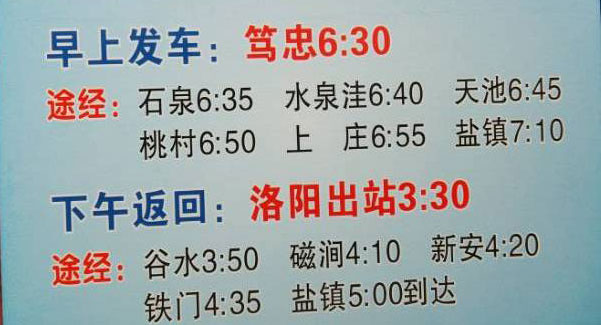 早上发车：笃忠6:30
途经：石泉6:35 水泉洼6:40 天池6:45
桃村6:50 上 庄6:55 盐镇7:10
下午返回：洛阳出站3:30
途经：谷水3:50 磁涧4:10 新安4:20
铁门4:35 盐镇5:00到达